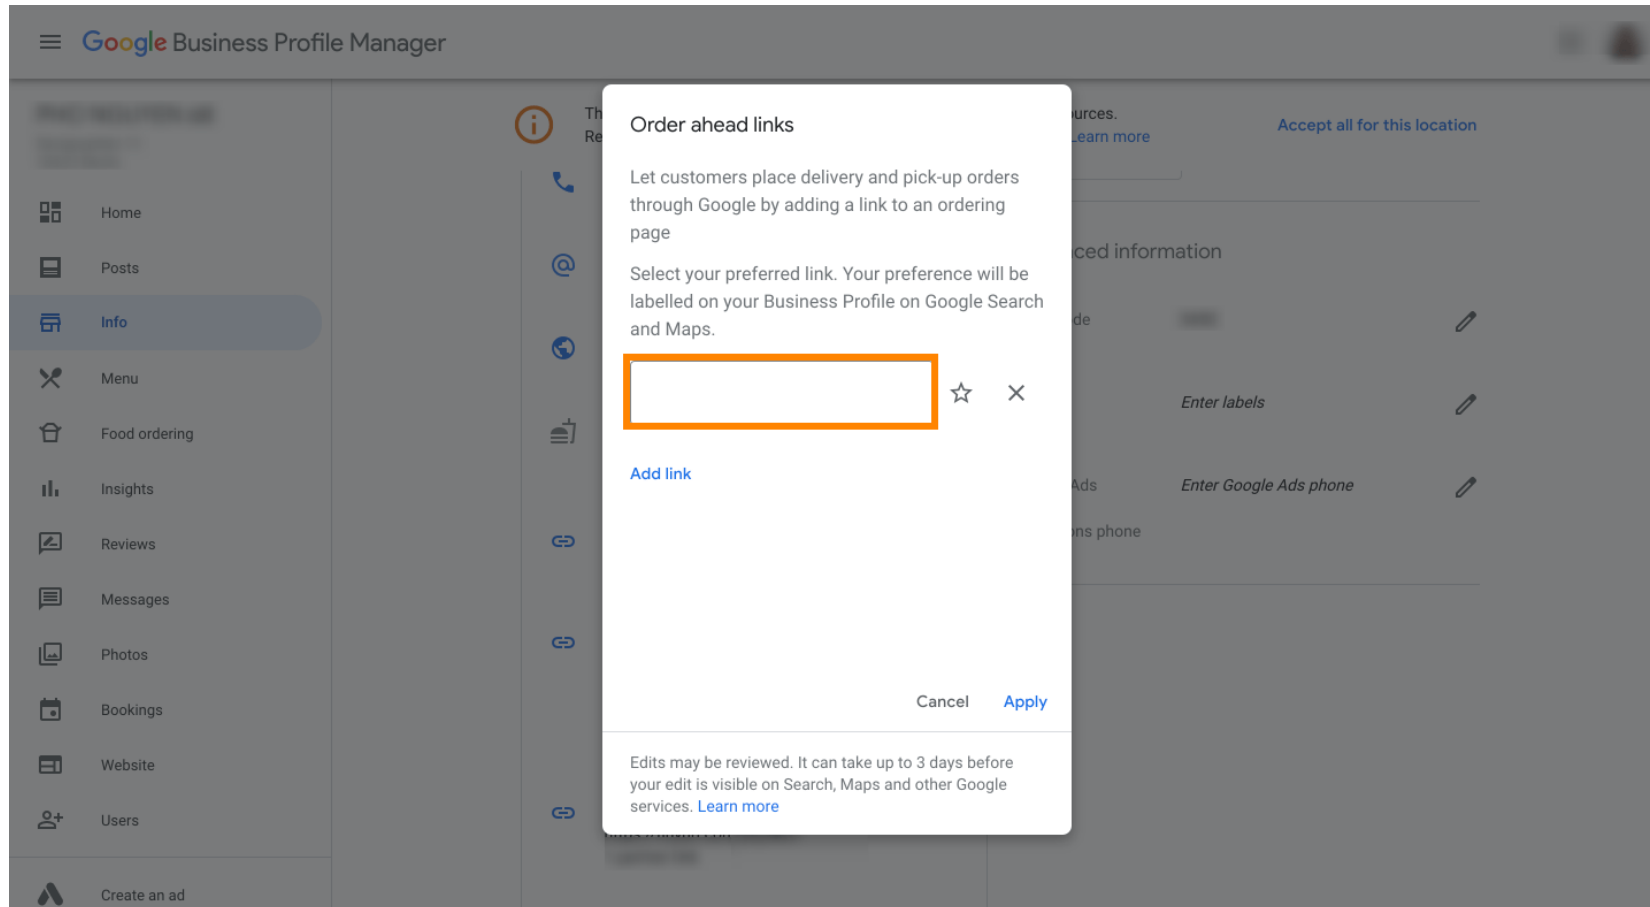 Google Business Profile Manager
Home
Posts
Info
Menu
Food ordering
Insights
Reviews
Messages
Photos
Bookings
Website
Users
Create an ad
Th
Re
urces.
Learn more
Accept all for this location
Order ahead links
Let customers place delivery and pick-up orders
through Google by adding a link to an ordering
page
Select your preferred link. Your preference will be
labelled on your Business Profile on Google Search
and Maps.
Add link
Cancel
Apply
Edits may be reviewed. It can take up to 3 days before
your edit is visible on Search, Maps and other Google
services. Learn more
ced information
de
Enter labels
Ads
Enter Google Ads phone
ons phone